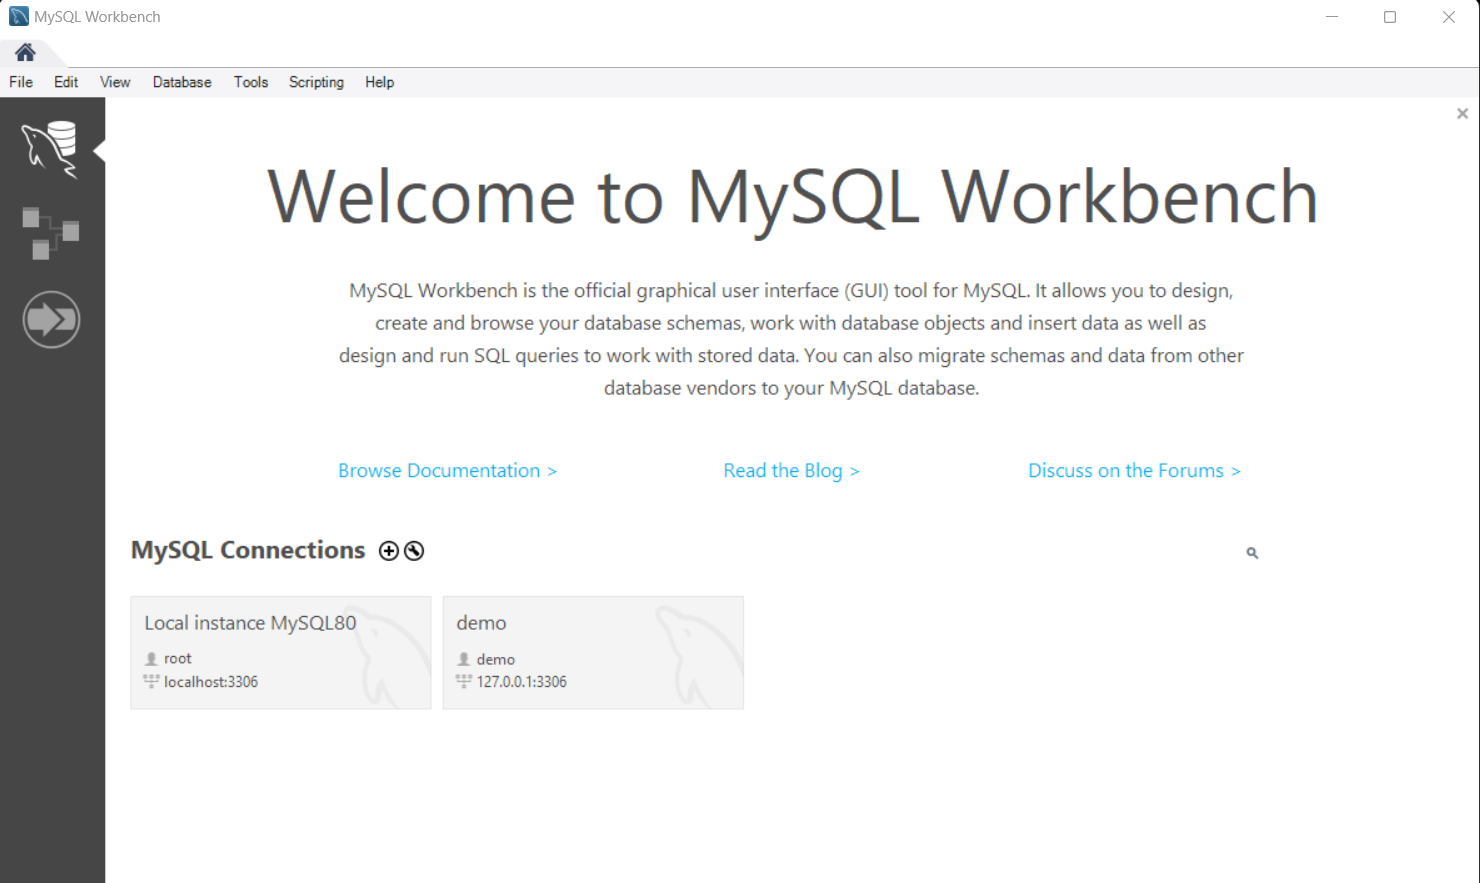 MySQL Workbench
File Edit View Database Tools Scripting Help
Welcome to MySQL Workbench
MySQL Workbench is the official graphical user interface (GUI) tool for MySQL. It allows you to design,
create and browse your database schemas, work with database objects and insert data as well as
design and run SQL queries to work with stored data. You can also migrate schemas and data from other
database vendors to your MySQL database.
Browse Documentation > Read the Blog > Discuss on the Forums >
MySQL Connections
Local instance MySQL80
root
localhost:3306
demo
demo
127.0.0.1:3306